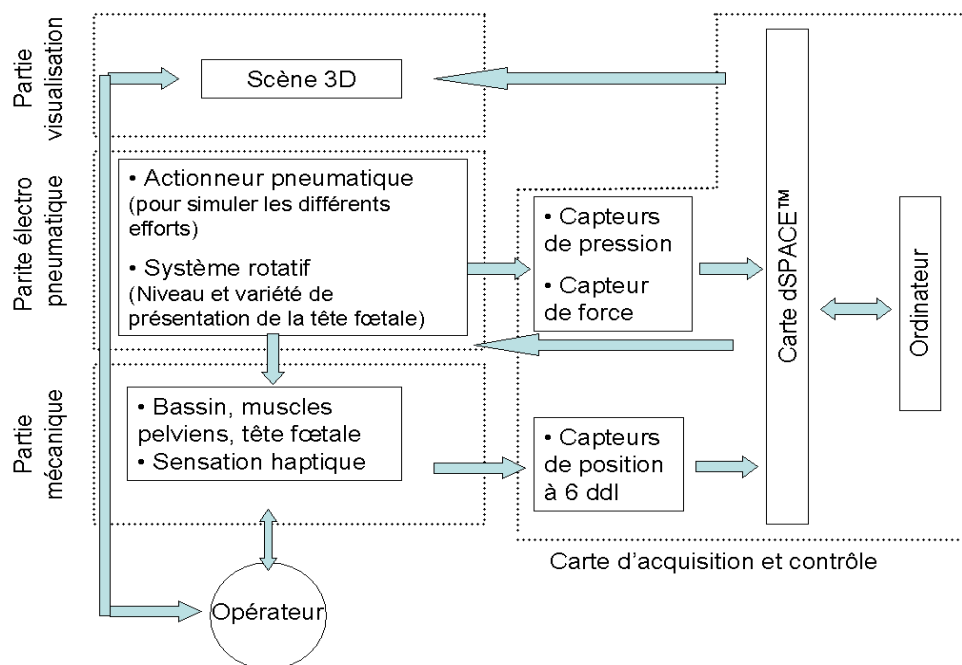 Partie
visualisation
Scène 3D
Parite électro
pneumatique
• Actionneur pneumatique
(pour simuler les différents
efforts)
• Système rotatif
(Niveau et variété de
présentation de la tête fœtale)
• Capteurs
de pression
• Capteur
de force
Carte dSPACE™
Ordinateur
Partie
mécanique
• Bassin, muscles
pelviens, tête fœtale
• Sensation haptique
• Capteurs
de position
à 6 ddl
Carte d'acquisition et contrôle
Opérateur